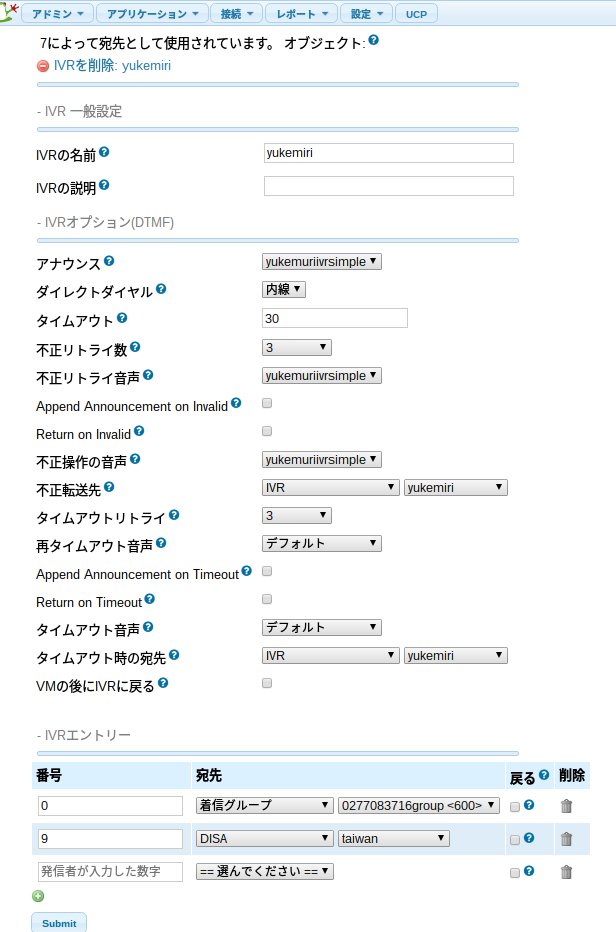 アドミン アプリケーション 接続 レポート 設定 UCP
7によって宛先として使用されています。 オブジェクト:
IVRを削除: yukemiri
- IVR 一般設定
IVRの名前 yukemiri
IVRの説明
- IVRオプション(DTMF)
アナウンス yukemuriivrsimple
ダイレクトダイヤル 内線
タイムアウト 30
不正リトライ数 3
不正リトライ音声 yukemuriivrsimple
Append Announcement on Invalid
Return on Invalid
不正操作の音声 yukemuriivrsimple
不正転送先 IVR yukemiri
タイムアウトリトライ 3
再タイムアウト音声 デフォルト
Append Announcement on Timeout
Return on Timeout
タイムアウト音声 デフォルト
タイムアウト時の宛先 IVR yukemiri
VMの後にIVRに戻る
- IVRエントリー
番号 宛先 戻る 削除
0 着信グループ 0277083716group <600>
9 DISA taiwan
発信者が入力した数字 == 選んでください ==
Submit